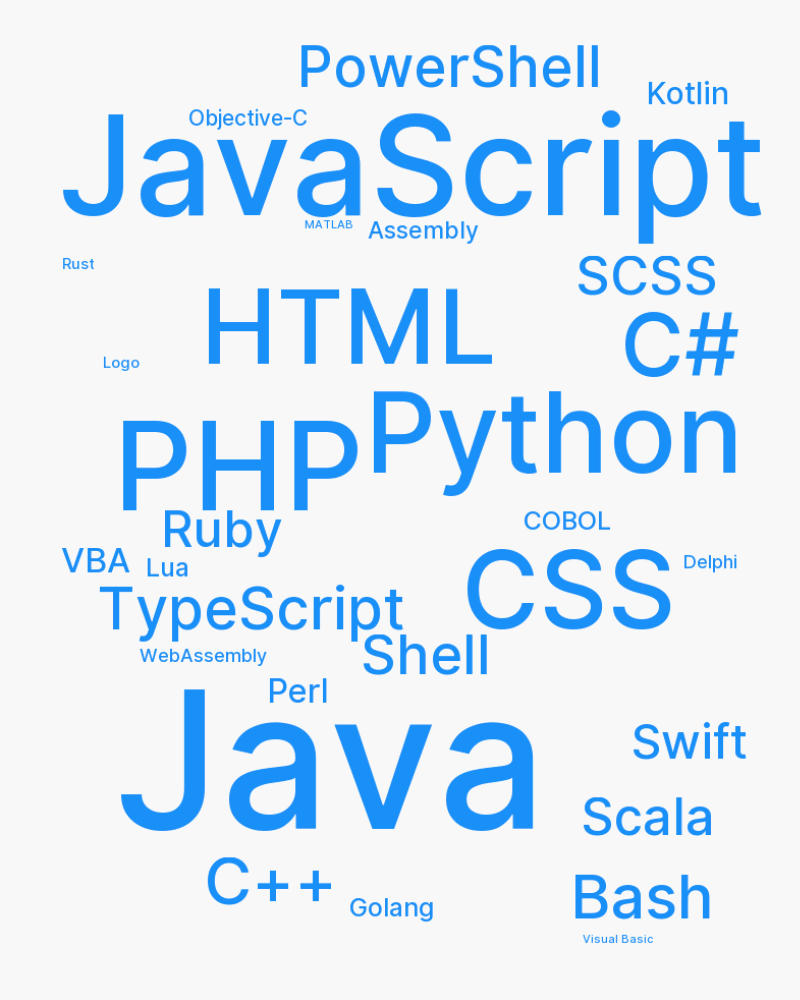 PowerShell
Kotlin
Objective-C
JavaScript
MATLAB
Assembly
Rust
SCSS
HTML
C#
Logo
Python
PHP
Ruby
COBOL
VBA
Lua
CSS
Delphi
TypeScript
Shell
WebAssembly
Perl
Java
Swift
Scala
C++
Golang
Bash
Visual Basic